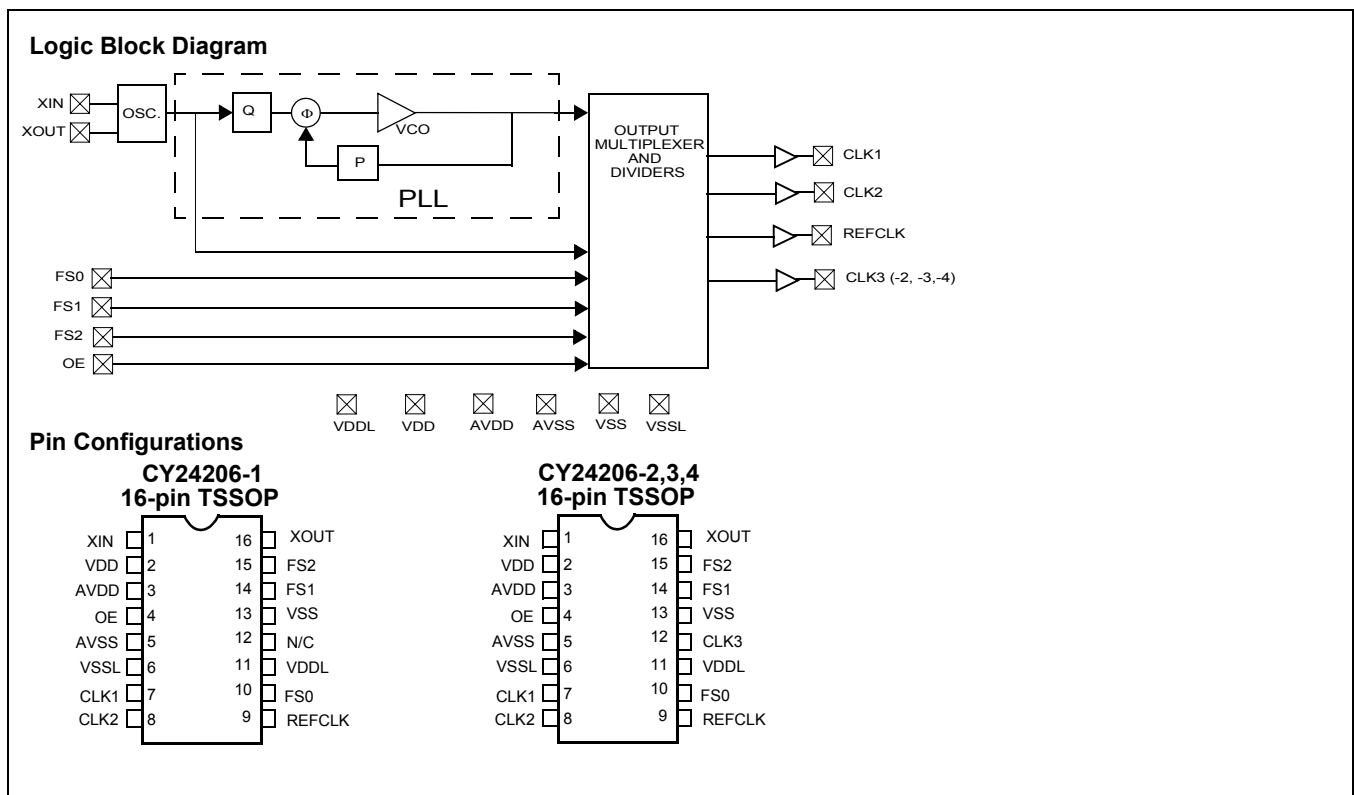 Logic Block Diagram
XIN
XOUT
OSC.
Q
Φ
VCO
P
PLL
OUTPUT
MULTIPLEXER
AND
DIVIDERS
CLK1
CLK2
REFCLK
CLK3 (-2, -3,-4)
FS0
FS1
FS2
OE
VDDL VDD AVDD AVSS VSS VSSL
Pin Configurations
CY24206-1
16-pin TSSOP
XIN 1 16 XOUT
VDD 2 15 FS2
AVDD 3 14 FS1
OE 4 13 VSS
AVSS 5 12 N/C
VSSL 6 11 VDDL
CLK1 7 10 FS0
CLK2 8 9 REFCLK
CY24206-2,3,4
16-pin TSSOP
XIN 1 16 XOUT
VDD 2 15 FS2
AVDD 3 14 FS1
OE 4 13 VSS
AVSS 5 12 CLK3
VSSL 6 11 VDDL
CLK1 7 10 FS0
CLK2 8 9 REFCLK